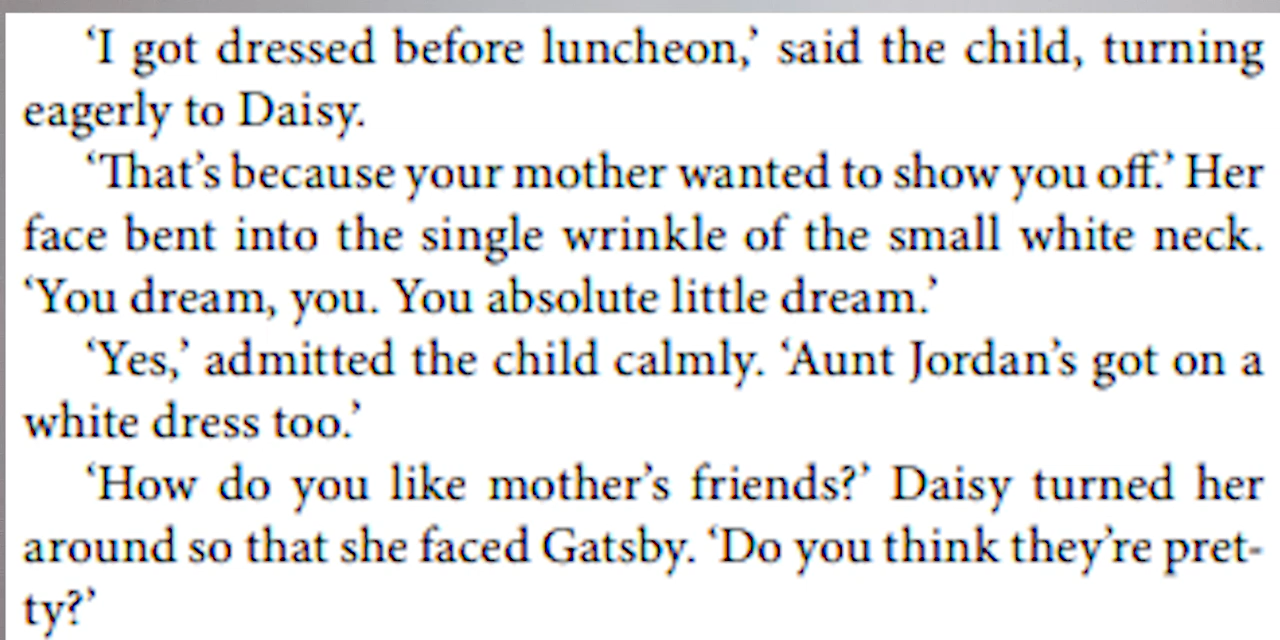 ‘I got dressed before luncheon,’ said the child, turning
eagerly to Daisy.
‘That’s because your mother wanted to show you off.’ Her
face bent into the single wrinkle of the small white neck.
‘You dream, you. You absolute little dream.’
‘Yes,’ admitted the child calmly. ‘Aunt Jordan’s got on a
white dress too.’
‘How do you like mother’s friends?’ Daisy turned her
around so that she faced Gatsby. ‘Do you think they’re pret-
ty?’